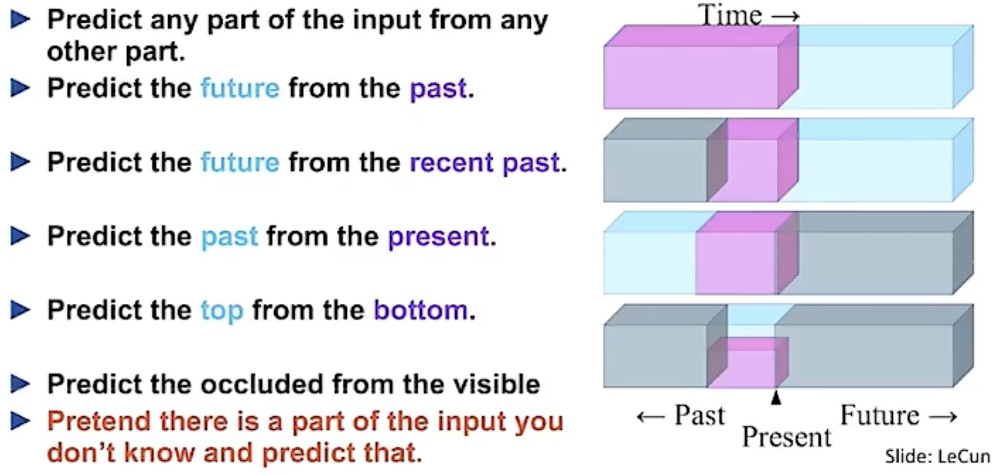 Predict any part of the input from any
other part.
Predict the future from the past.
Predict the future from the recent past.
Predict the past from the present.
Predict the top from the bottom.
Predict the occluded from the visible
Pretend there is a part of the input you
don't know and predict that.
Time →
← Past
Present
Future →
Slide: LeCun